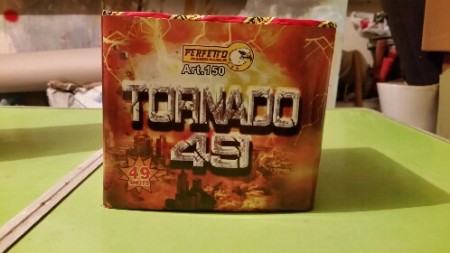 PERFETTO
Art.150
TORNADO
49
49
SHOTS